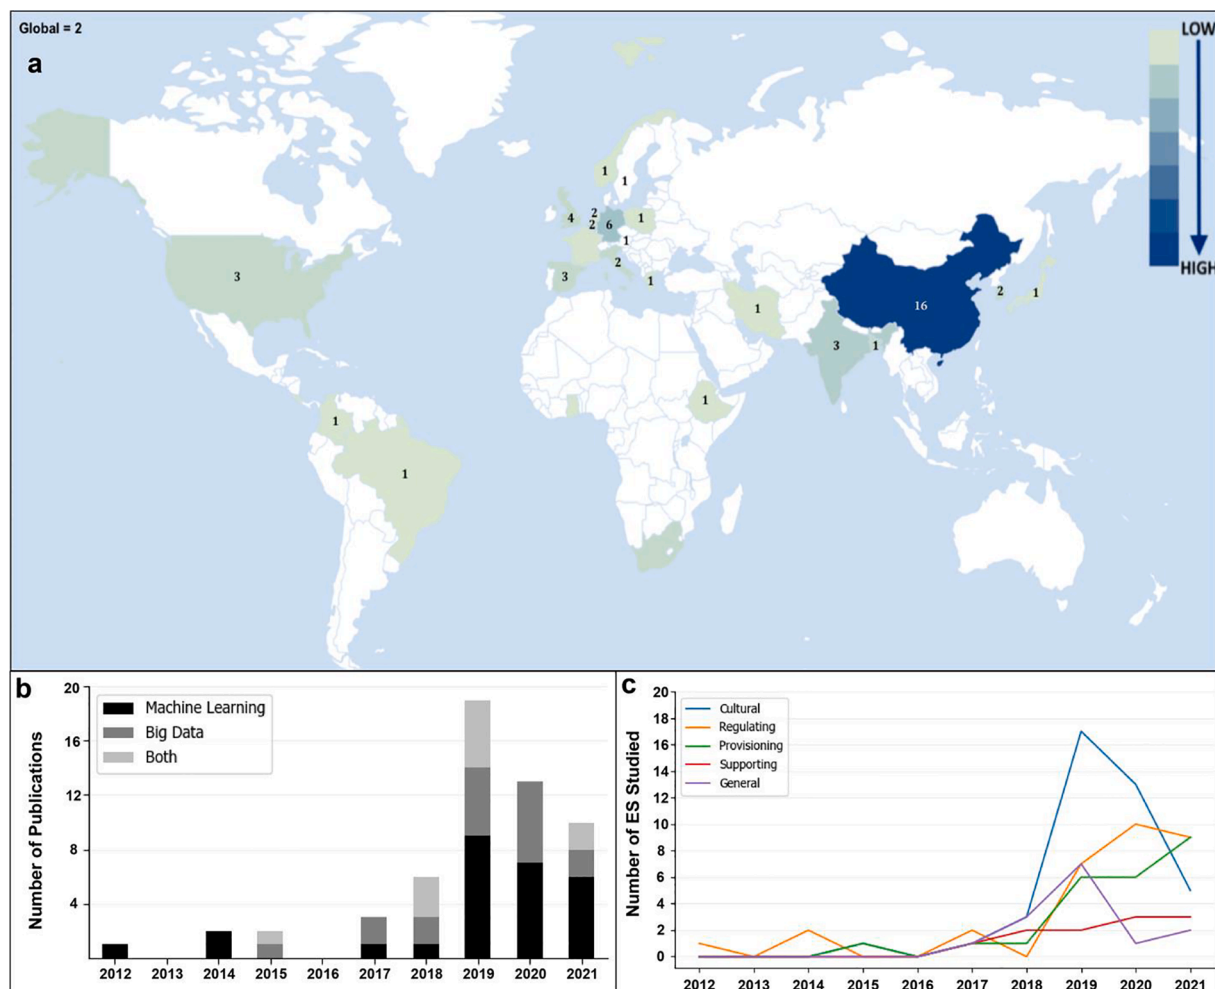 Global = 2
a
LOW
HIGH
1
1
4
2
2
6
1
1
2
3
1
3
1
16
2
1
3
1
1
1
1
b
Number of Publications
20
16
12
8
4
Machine Learning
Big Data
Both
2012 2013 2014 2015 2016 2017 2018 2019 2020 2021
c
Number of ES Studied
20
18
16
14
12
10
8
6
4
2
0
Cultural
Regulating
Provisioning
Supporting
General
2012 2013 2014 2015 2016 2017 2018 2019 2020 2021